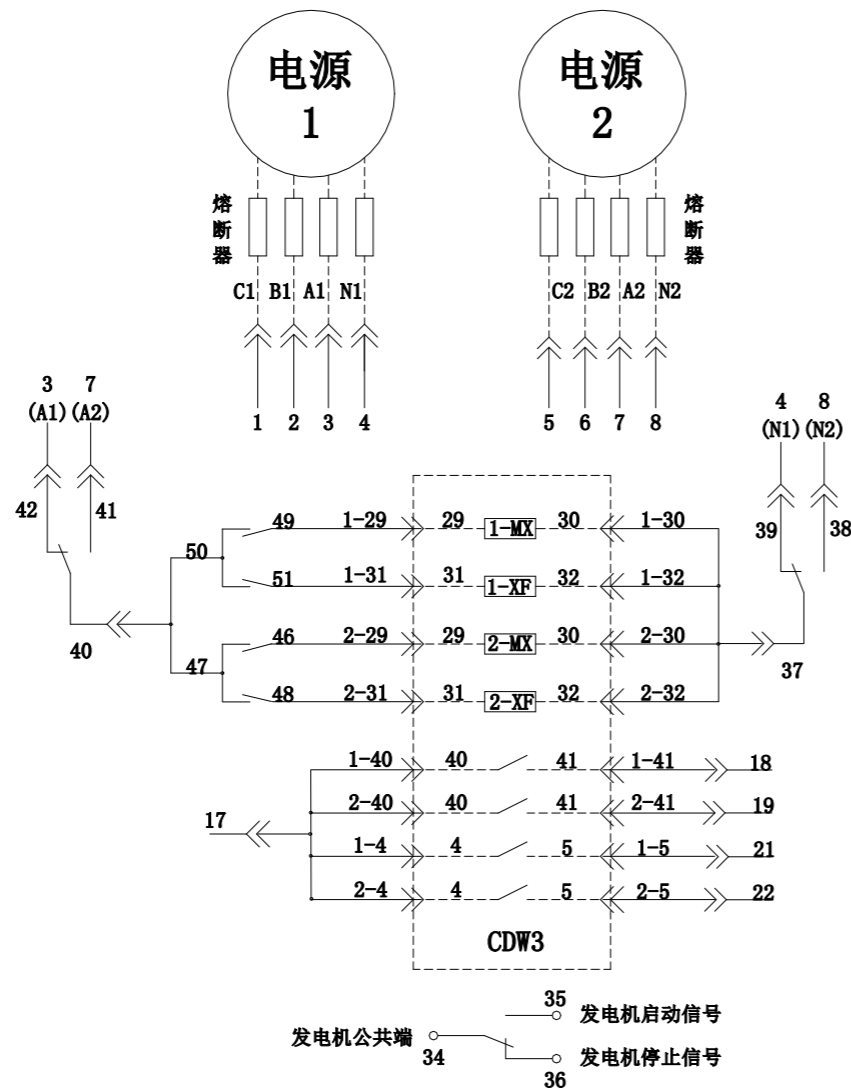 电源
1
电源
2
熔断器
熔断器
C1 B1 A1 N1
C2 B2 A2 N2
1 2 3 4
5 6 7 8
3 7
(A1) (A2)
4 8
(N1) (N2)
42 41
39 38
50 49 1-29 29 1-MX 30 1-30
51 1-31 31 1-XF 32 1-32
40
47 46 2-29 29 2-MX 30 2-30
37
48 2-31 31 2-XF 32 2-32
1-40 40 41 1-41 18
2-40 40 41 2-41 19
17
1-4 4 5 1-5 21
2-4 4 5 2-5 22
CDW3
35 发电机启动信号
发电机公共端 34
36 发电机停止信号